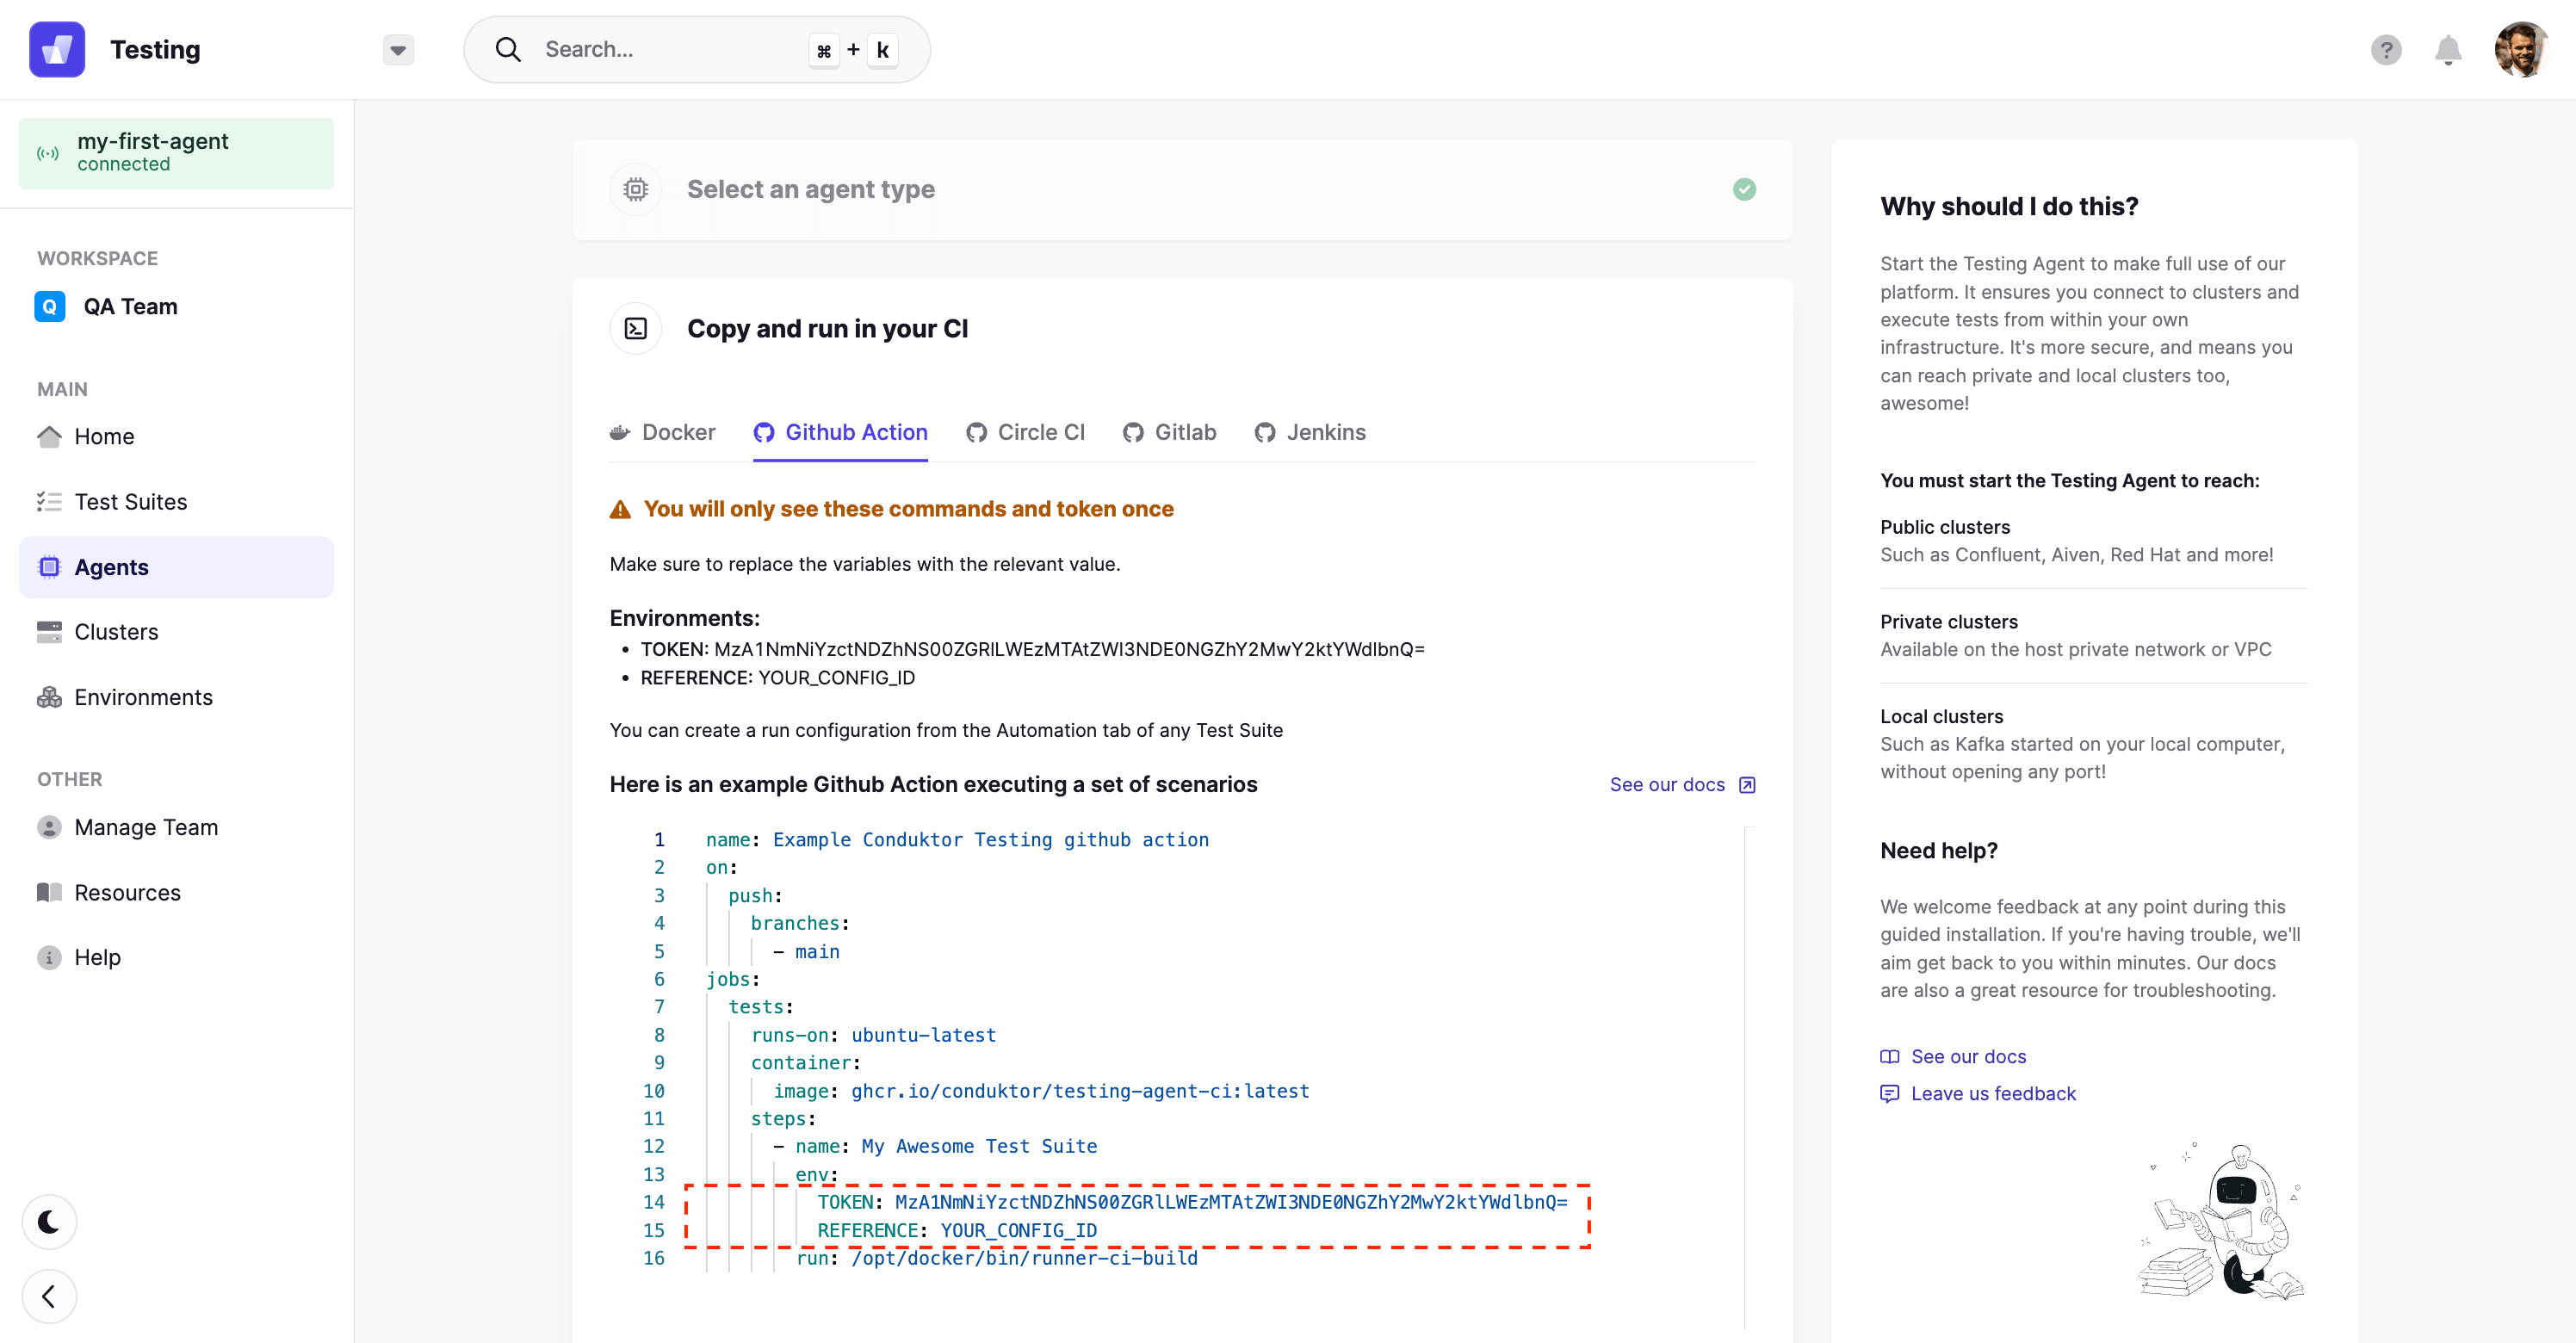 Testing
Search...
⌘ + k
?
my-first-agent
connected
WORKSPACE
Q QA Team
MAIN
Home
Test Suites
Agents
Clusters
Environments
OTHER
Manage Team
Resources
Help
Select an agent type
Copy and run in your CI
Docker Github Action Circle CI Gitlab Jenkins
You will only see these commands and token once
Make sure to replace the variables with the relevant value.
Environments:
• TOKEN: MzA1NmNiYzctNDZhNS00ZGRlLWEzMTAtZWI3NDE0NGZhY2MwY2ktYWdlbnQ=
• REFERENCE: YOUR_CONFIG_ID
You can create a run configuration from the Automation tab of any Test Suite
Here is an example Github Action executing a set of scenarios
See our docs
1 name: Example Conduktor Testing github action
2 on:
3 push:
4 branches:
5 - main
6 jobs:
7 tests:
8 runs-on: ubuntu-latest
9 container:
10 image: ghcr.io/conduktor/testing-agent-ci:latest
11 steps:
12 - name: My Awesome Test Suite
13 env:
14 TOKEN: MzA1NmNiYzctNDZhNS00ZGRlLWEzMTAtZWI3NDE0NGZhY2MwY2ktYWdlbnQ=
15 REFERENCE: YOUR_CONFIG_ID
16 run: /opt/docker/bin/runner-ci-build
Why should I do this?
Start the Testing Agent to make full use of our
platform. It ensures you connect to clusters and
execute tests from within your own
infrastructure. It's more secure, and means you
can reach private and local clusters too,
awesome!
You must start the Testing Agent to reach:
Public clusters
Such as Confluent, Aiven, Red Hat and more!
Private clusters
Available on the host private network or VPC
Local clusters
Such as Kafka started on your local computer,
without opening any port!
Need help?
We welcome feedback at any point during this
guided installation. If you're having trouble, we'll
aim get back to you within minutes. Our docs
are also a great resource for troubleshooting.
See our docs
Leave us feedback